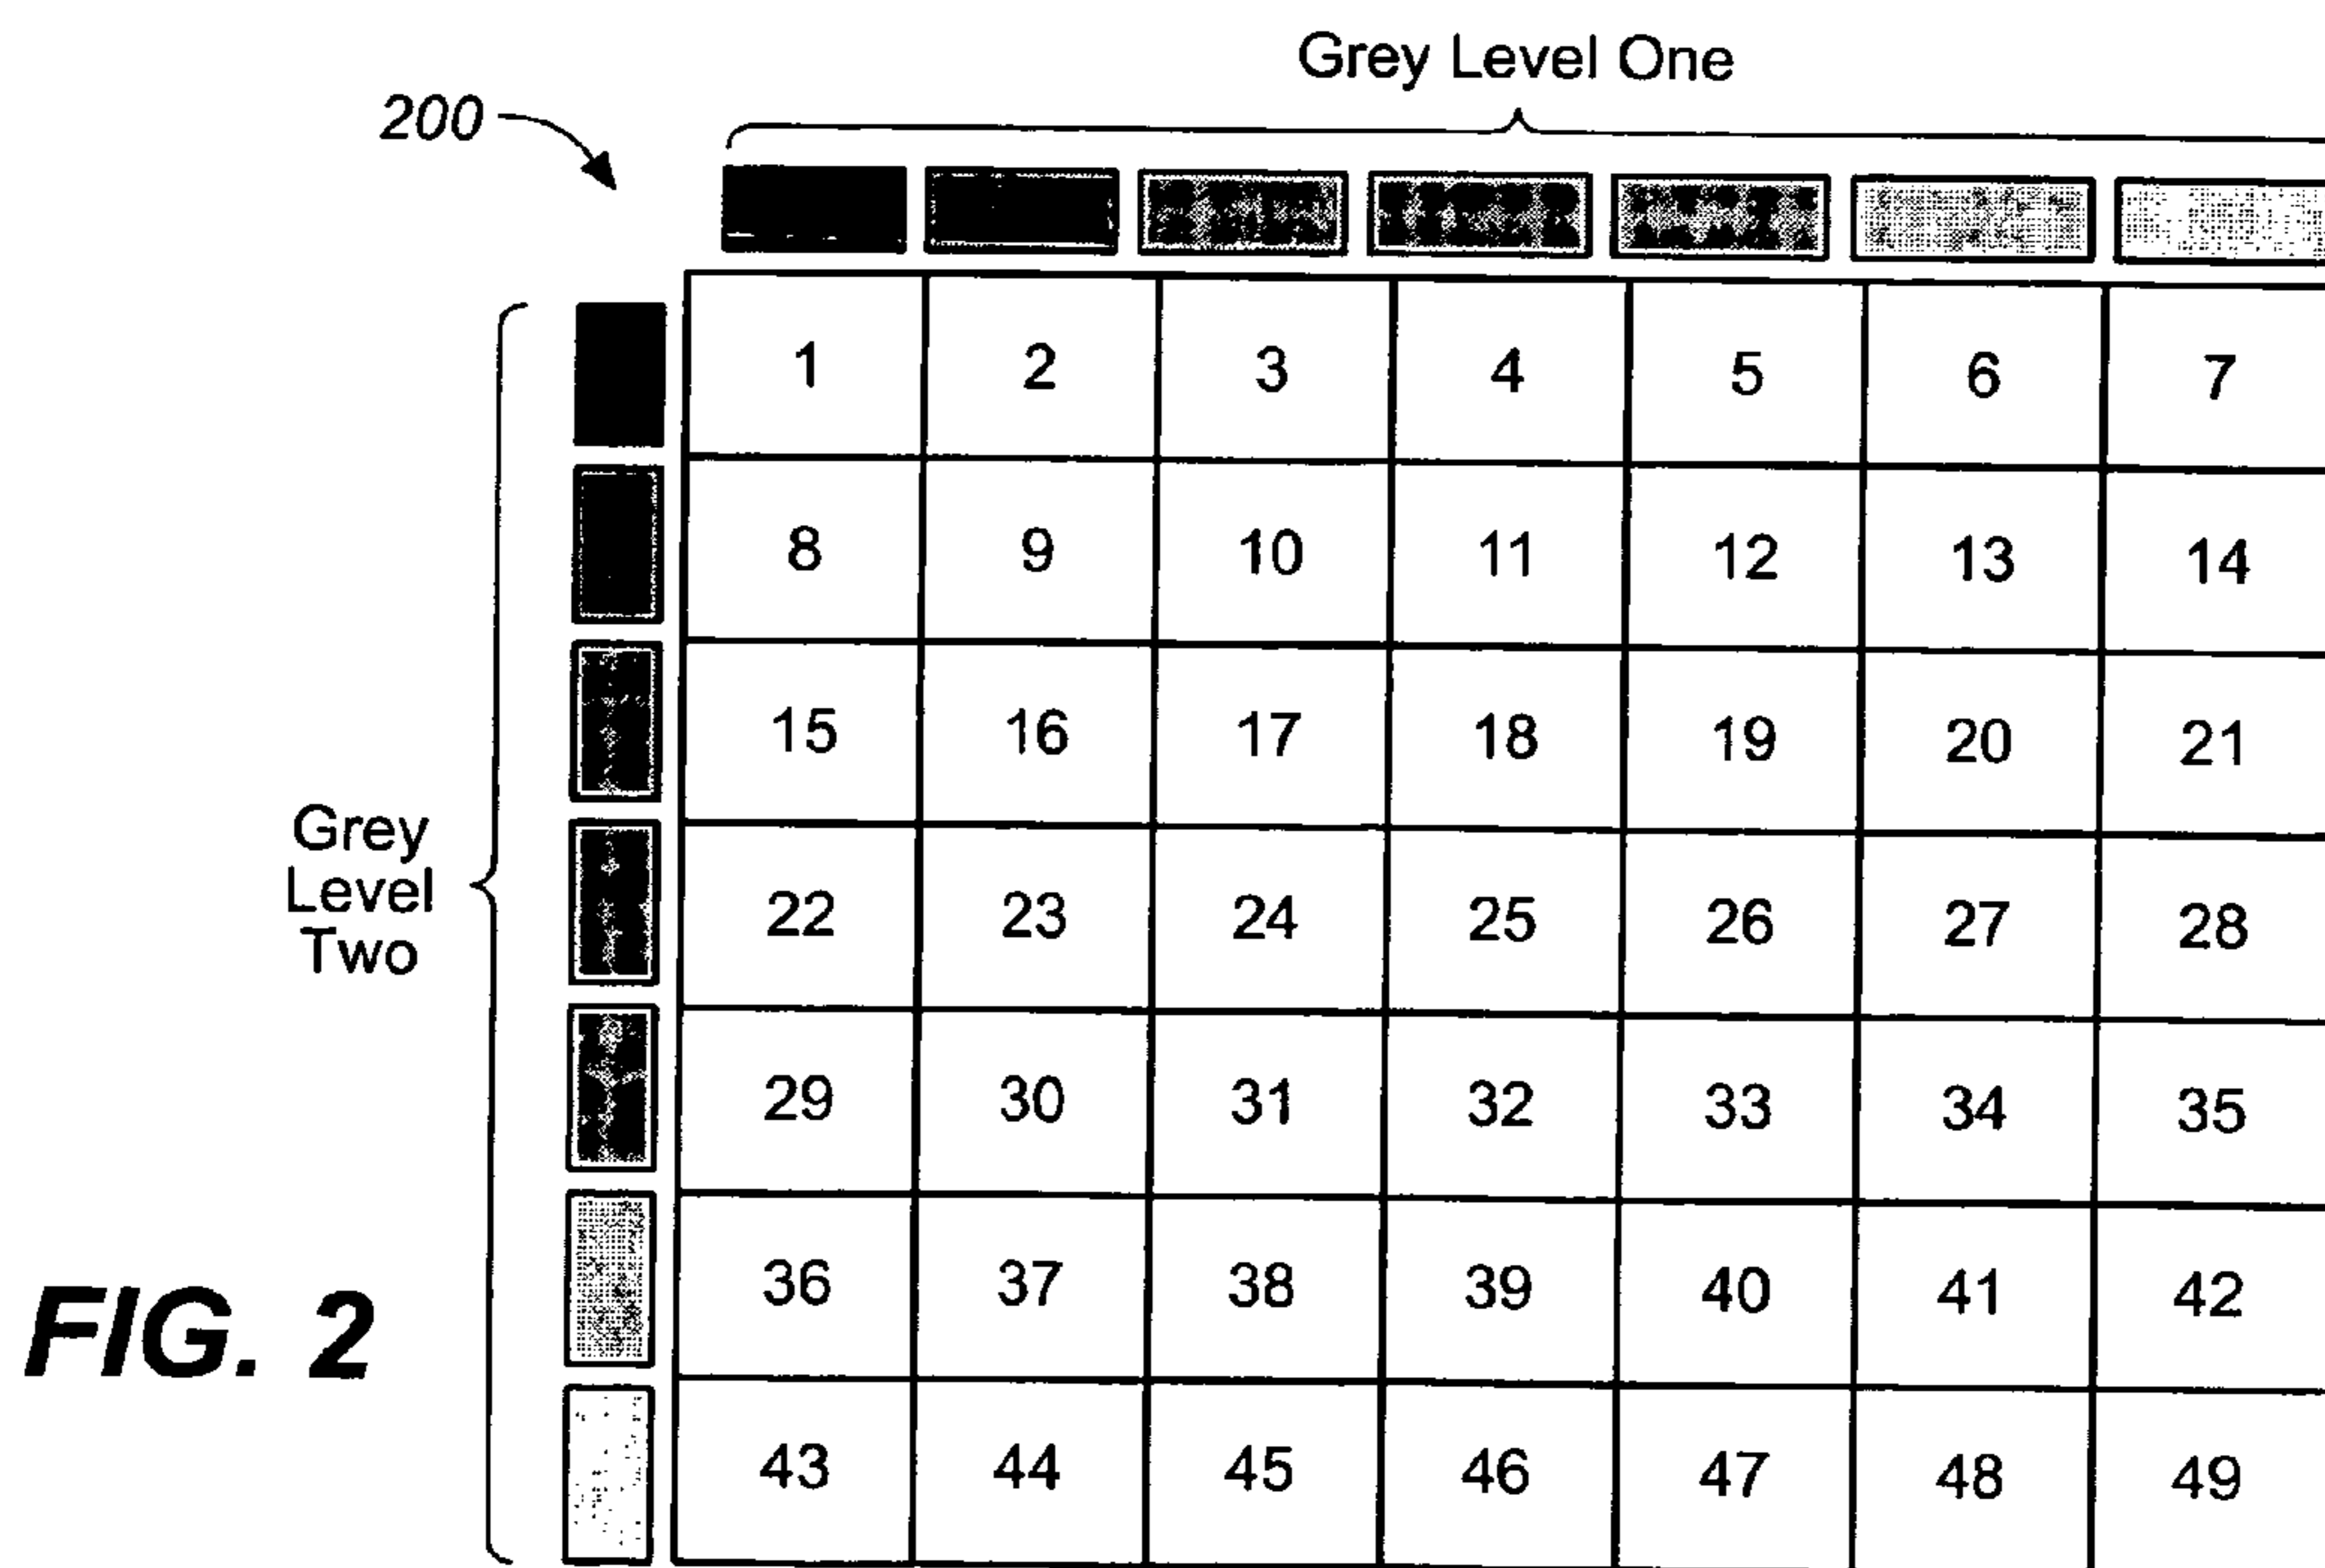 Grey Level One
200
1 2 3 4 5 6 7
8 9 10 11 12 13 14
15 16 17 18 19 20 21
Grey
Level
Two
22 23 24 25 26 27 28
29 30 31 32 33 34 35
36 37 38 39 40 41 42
FIG. 2
43 44 45 46 47 48 49